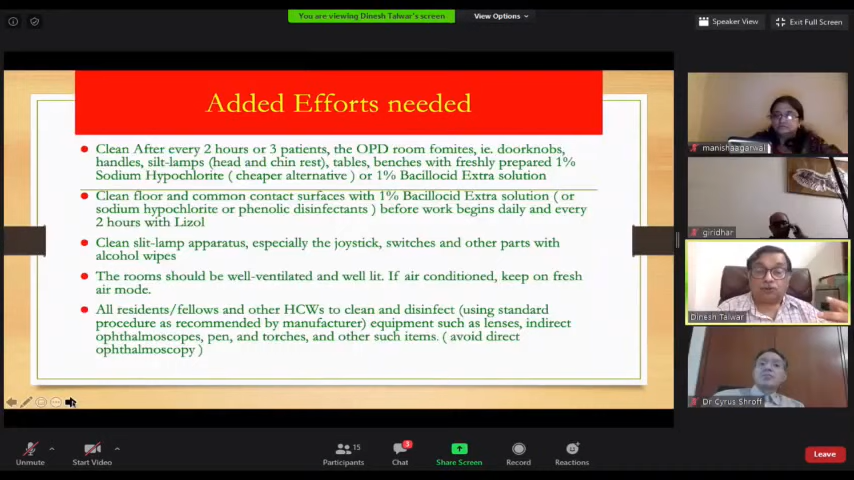 You are viewing Dinesh Talwar's screen
View Options
Speaker View
Exit Full Screen
Added Efforts needed
Clean After every 2 hours or 3 patients, the OPD room fomites, ie. doorknobs,
handles, silt-lamps (head and chin rest), tables, benches with freshly prepared 1%
Sodium Hypochlorite ( cheaper alternative ) or 1% Bacillocid Extra solution
Clean floor and common contact surfaces with 1% Bacillocid Extra solution ( or
sodium hypochlorite or phenolic disinfectants ) before work begins daily and every
2 hours with Lizol
Clean slit-lamp apparatus, especially the joystick, switches and other parts with
alcohol wipes
The rooms should be well-ventilated and well lit. If air conditioned, keep on fresh
air mode.
All residents/fellows and other HCWs to clean and disinfect (using standard
procedure as recommended by manufacturer) equipment such as lenses, indirect
ophthalmoscopes, pen, and torches, and other such items. ( avoid direct
ophthalmoscopy )
manishaagarwal
giridhar
Dinesh Talwar
Dr Cyrus Shroff
Unmute
Start Video
15
Participants
3
Chat
Share Screen
Record
Reactions
Leave